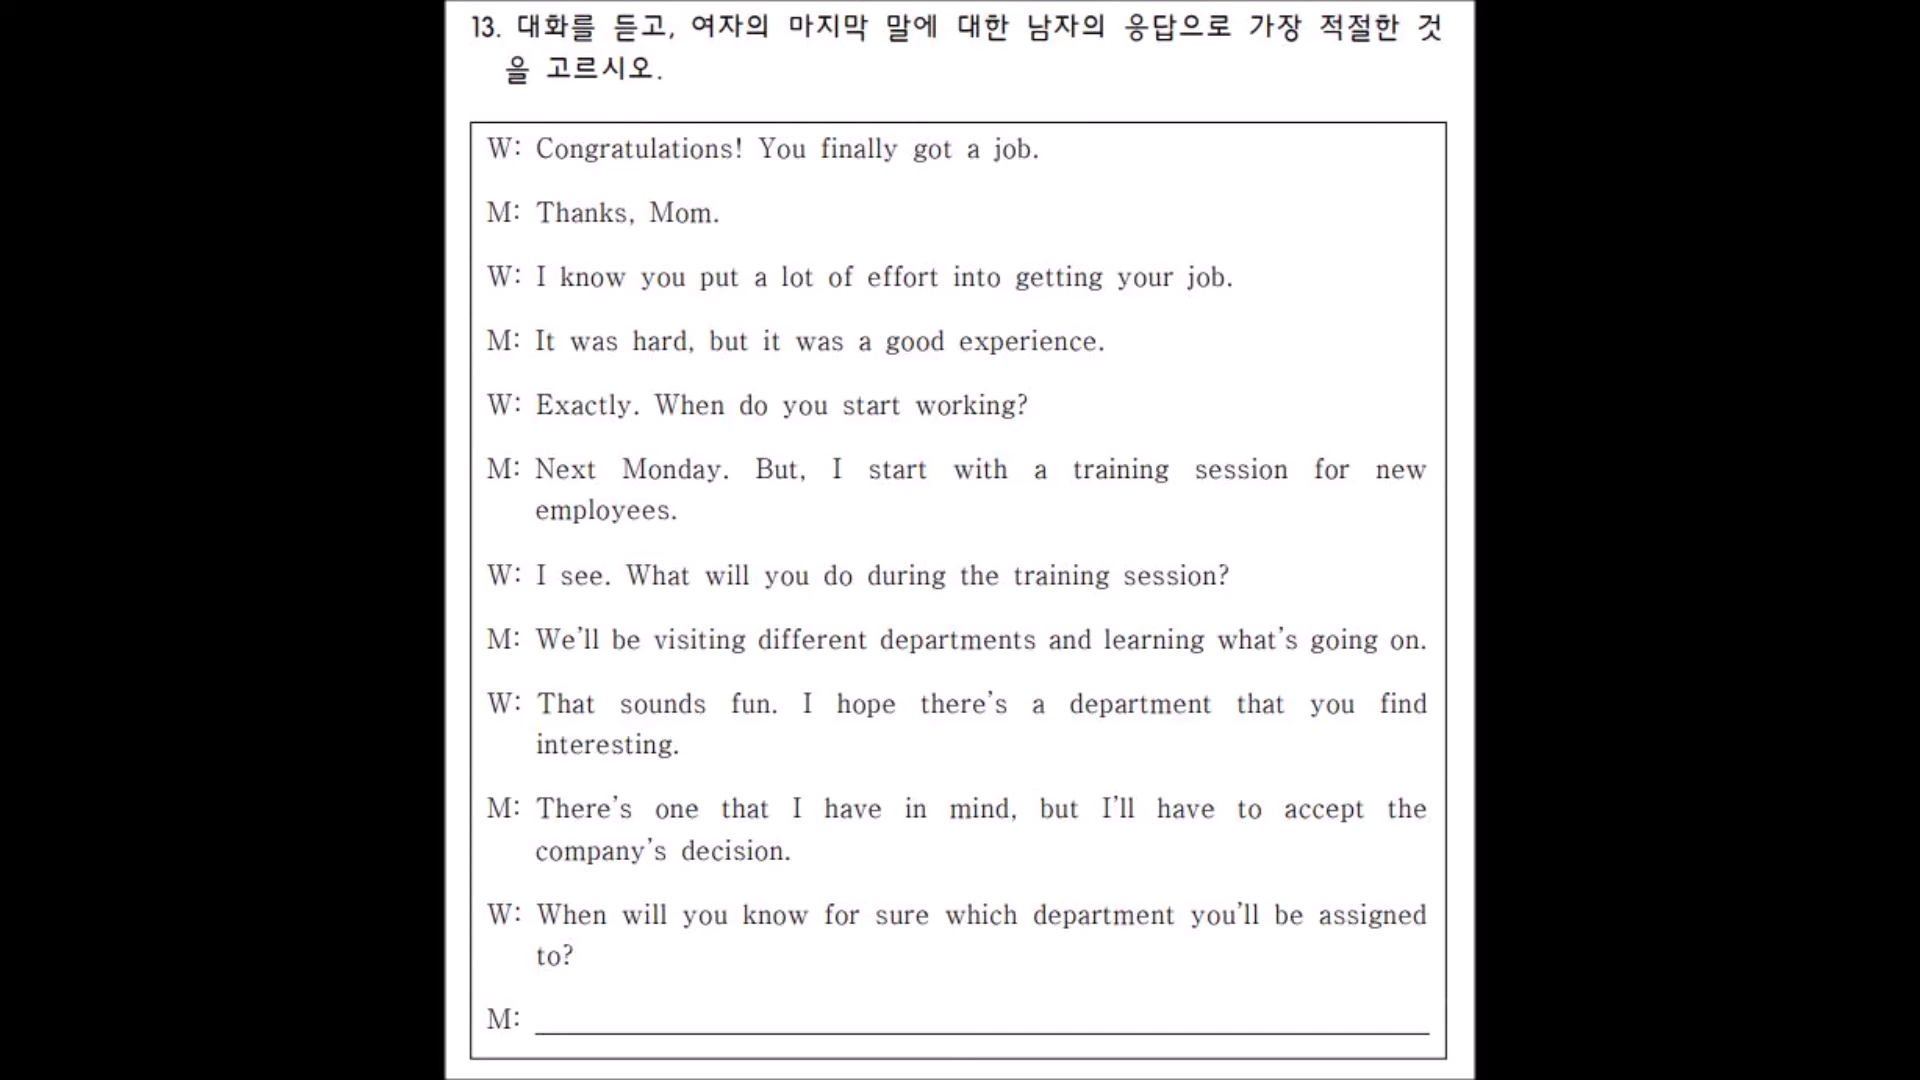 13. 대화를 듣고, 여자의 마지막 말에 대한 남자의 응답으로 가장 적절한 것
을 고르시오.
W: Congratulations! You finally got a job.
M: Thanks, Mom.
W: I know you put a lot of effort into getting your job.
M: It was hard, but it was a good experience.
W: Exactly. When do you start working?
M: Next Monday. But, I start with a training session for new
employees.
W: I see. What will you do during the training session?
M: We’ll be visiting different departments and learning what’s going on.
W: That sounds fun. I hope there’s a department that you find
interesting.
M: There’s one that I have in mind, but I’ll have to accept the
company’s decision.
W: When will you know for sure which department you’ll be assigned
to?
M: